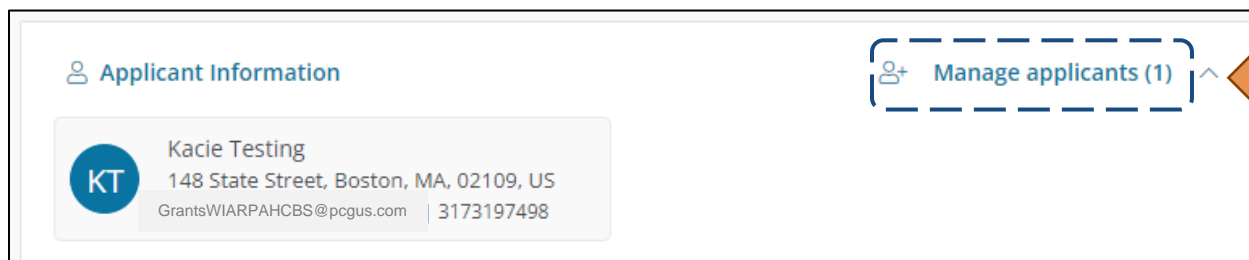 Applicant Information
Manage applicants (1)
KT
Kacie Testing
148 State Street, Boston, MA, 02109, US
GrantsWIARPAHCBS@pcgus.com | 3173197498